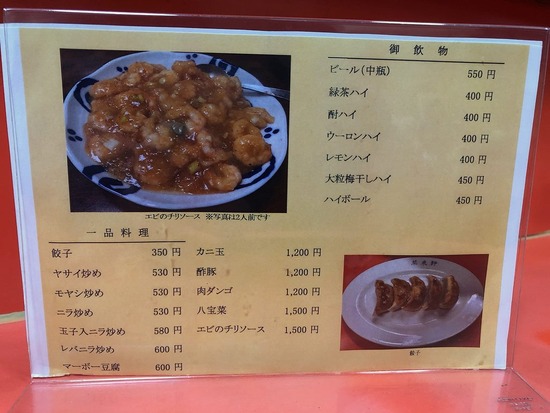 御飲物
ビール(中瓶) 550円
緑茶ハイ 400円
酎ハイ 400円
ウーロンハイ 400円
レモンハイ 400円
大粒梅干しハイ 450円
ハイボール 450円
エビのチリソース ※写真は2人前です
一品料理
餃子 350円
ヤサイ炒め 530円
モヤシ炒め 530円
ニラ炒め 530円
玉子入ニラ炒め 580円
レバニラ炒め 600円
マーボー豆腐 600円
カニ玉 1,200円
酢豚 1,200円
肉ダンゴ 1,200円
八宝菜 1,500円
エビのチリソース 1,500円
餃子